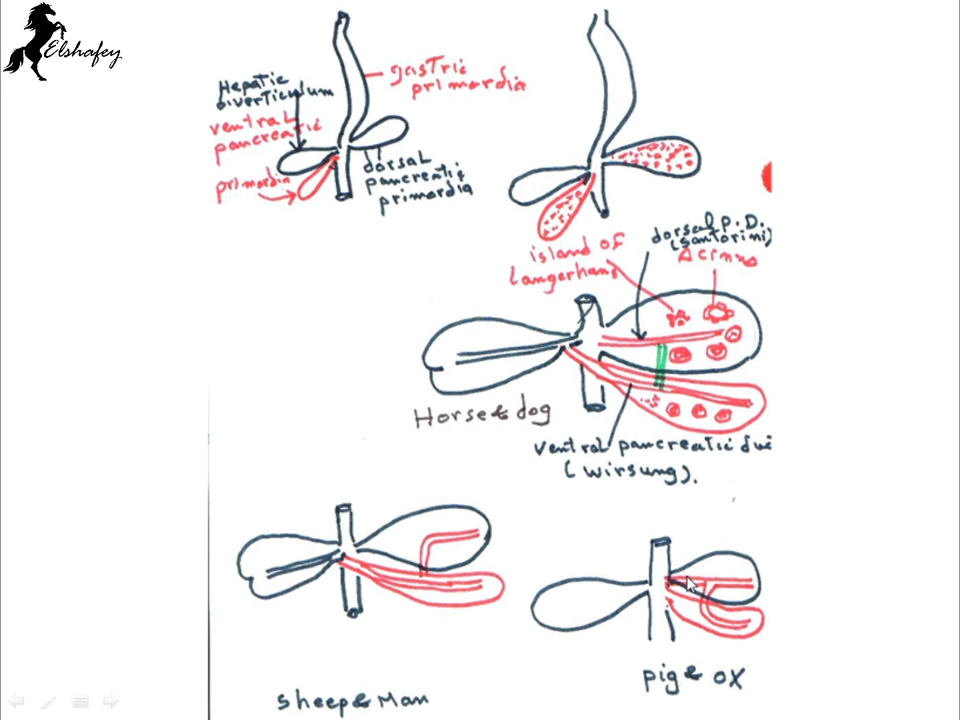 Elshafey
Hepatic
Diverticulum
ventral
pancreatic
primordia
gastric
primordia
dorsal
pancreatic
primordia
island of
Langerhans
dorsal P.D.
(Santorini)
Acinus
Horse & dog
ventral pancreatic duc
(wirsung).
sheep & Man
pig & ox